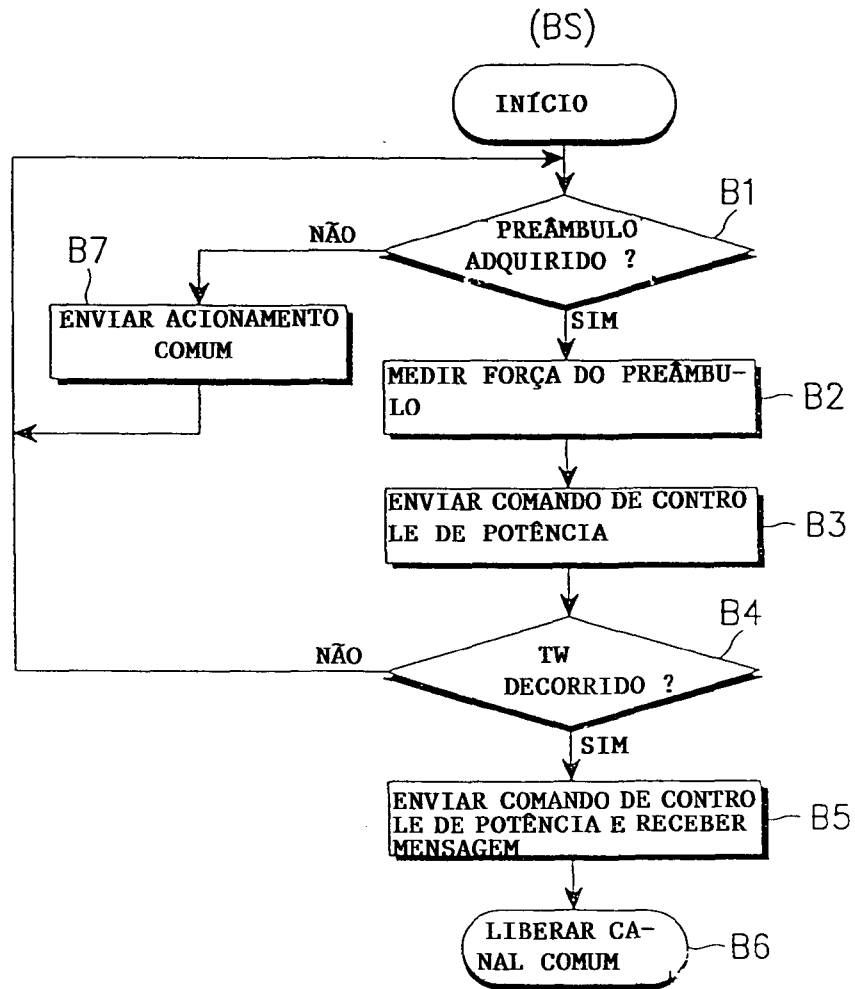 (BS)
INÍCIO
B1
PREÂMBULO
ADQUIRIDO ?
NÃO
B7
SIM
ENVIAR ACIONAMENTO
COMUM
MEDIR FORÇA DO PREÂMBU-
LO
B2
ENVIAR COMANDO DE CONTRO
LE DE POTÊNCIA
B3
B4
TW
DECORRIDO ?
NÃO
SIM
ENVIAR COMANDO DE CONTRO
LE DE POTÊNCIA E RECEBER
MENSAGEM
B5
LIBERAR CA-
NAL COMUM
B6